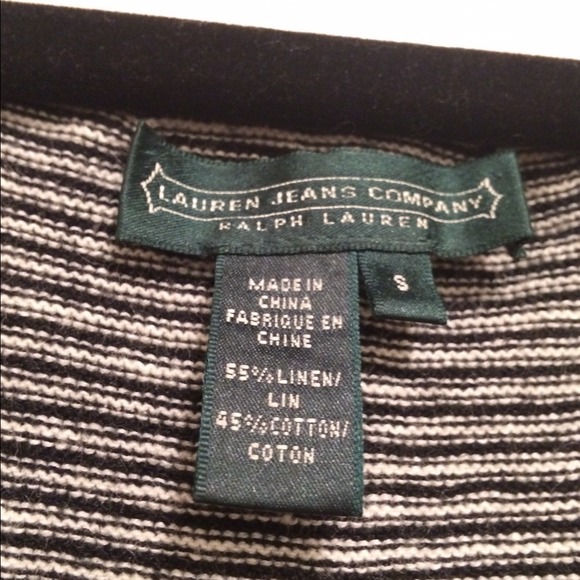 LAUREN JEANS COMPANY
RALPH LAUREN
S
MADE IN
CHINA
FABRIQUE EN
CHINE
55%LINEN/
LIN
45%COTTON/
COTON